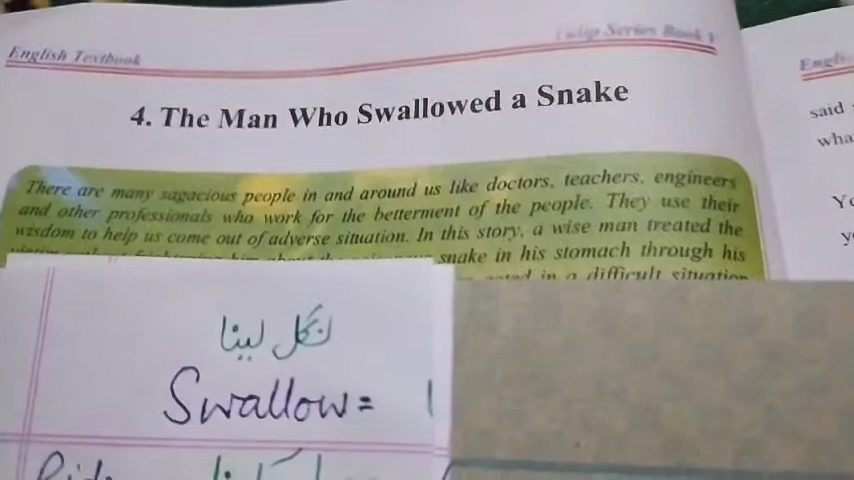 English Textbook
Tulip Series Book V
4. The Man Who Swallowed a Snake
There are many sagacious people in and around us like doctors, teachers, engineers
and other professionals who work for the betterment of the people. They use their
wisdom to help us come out of adverse situation. In this story, a wise man treated the
snake in his stomach through his
in a difficult situation
نگل لینا
Swallow =
said
wha